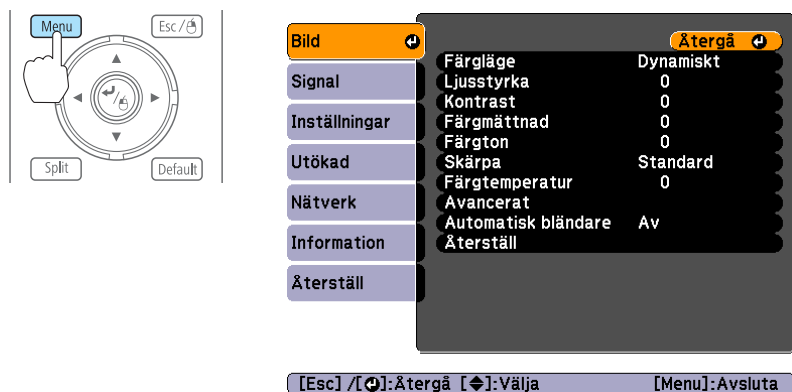 Menu
Esc /
Split
Default
Bild
Signal
Inställningar
Utökad
Nätverk
Information
Återställ
Återgå
Färgläge Dynamiskt
Ljusstyrka 0
Kontrast 0
Färgmättnad 0
Färgton 0
Skärpa Standard
Färgtemperatur 0
Avancerat
Automatisk bländare Av
Återställ
[Esc] /[ ]:Återgå [ ]:Välja [Menu]:Avsluta